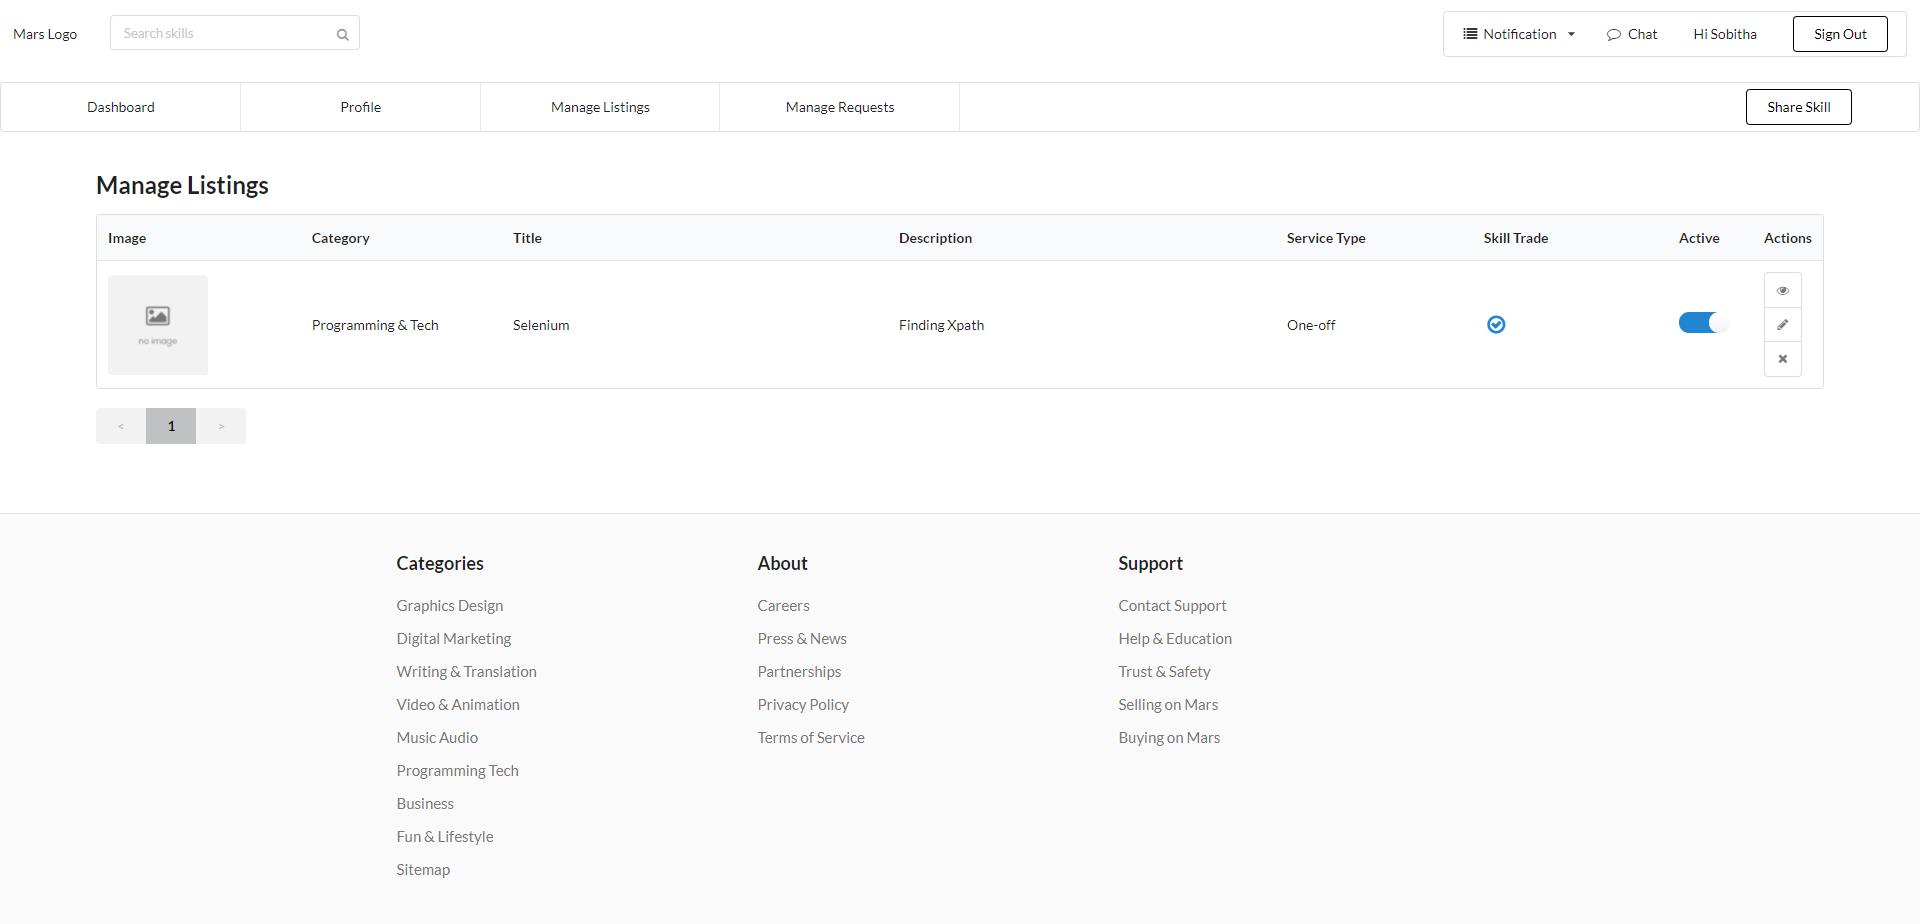 Mars Logo
Search skills
Notification
Chat
Hi Sobitha
Sign Out
Dashboard
Profile
Manage Listings
Manage Requests
Share Skill
Manage Listings
Image Category Title Description Service Type Skill Trade Active Actions
no image
Programming & Tech Selenium Finding Xpath One-off
< 1 >
Categories
Graphics Design
Digital Marketing
Writing & Translation
Video & Animation
Music Audio
Programming Tech
Business
Fun & Lifestyle
Sitemap
About
Careers
Press & News
Partnerships
Privacy Policy
Terms of Service
Support
Contact Support
Help & Education
Trust & Safety
Selling on Mars
Buying on Mars